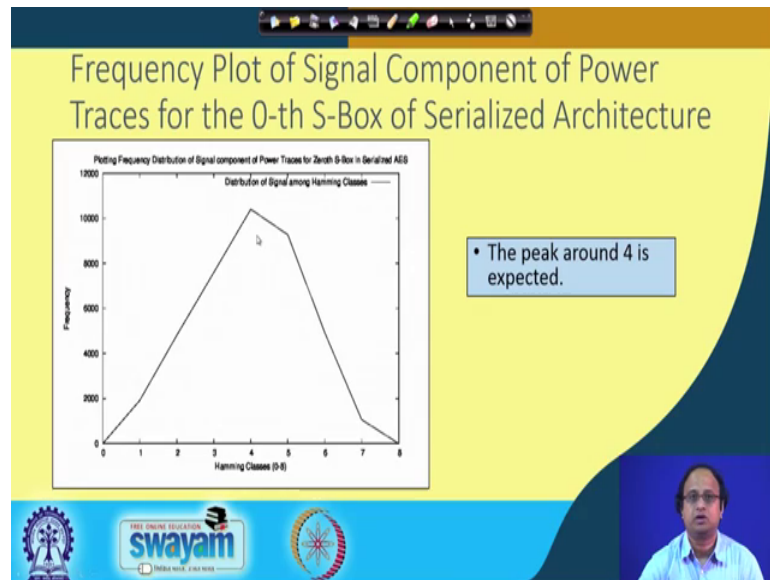 Frequency Plot of Signal Component of Power
Traces for the 0-th S-Box of Serialized Architecture
Plotting Frequency Distribution of Signal component of Power Traces for Zeroth S-Box in Serialized AES
Distribution of Signal among Hamming Classes
12000
10000
8000
6000
4000
2000
0
Frequency
0 1 2 3 4 5 6 7 8
Hamming Classes (0-8)
• The peak around 4 is
expected.
FREE ONLINE EDUCATION
swayam